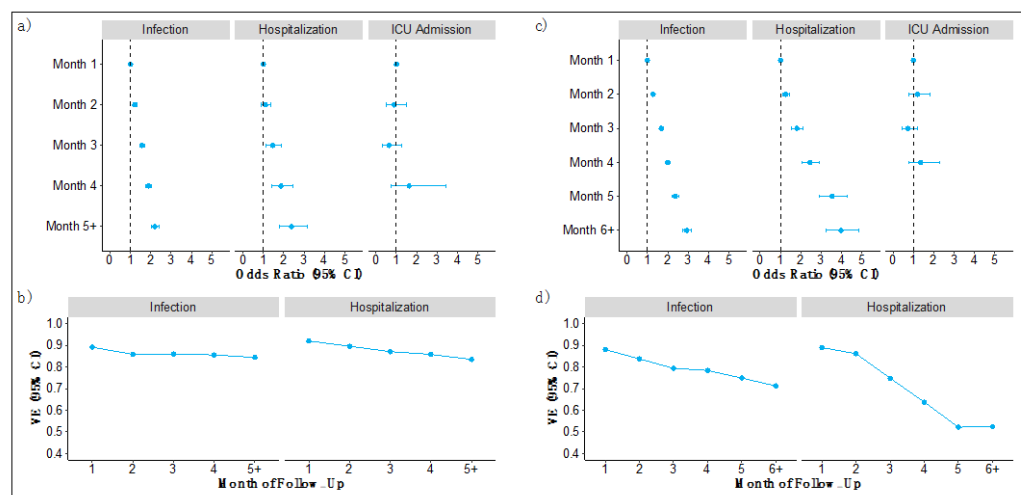 a)
Infection Hospitalization ICU Admission
Month 1
Month 2
Month 3
Month 4
Month 5+
0 1 2 3 4 5 0 1 2 3 4 5 0 1 2 3 4 5
Odds Ratio (95% CI)
b)
Infection Hospitalization
VE (95% CI)
1.0
0.9
0.8
0.7
0.6
0.5
0.4
1 2 3 4 5+ 1 2 3 4 5+
Month of Follow_Up
c)
Infection Hospitalization ICU Admission
Month 1
Month 2
Month 3
Month 4
Month 5
Month 6+
0 1 2 3 4 5 0 1 2 3 4 5 0 1 2 3 4 5
Odds Ratio (95% CI)
d)
Infection Hospitalization
VE (95% CI)
1.0
0.9
0.8
0.7
0.6
0.5
0.4
1 2 3 4 5 6+ 1 2 3 4 5 6+
Month of Follow_Up